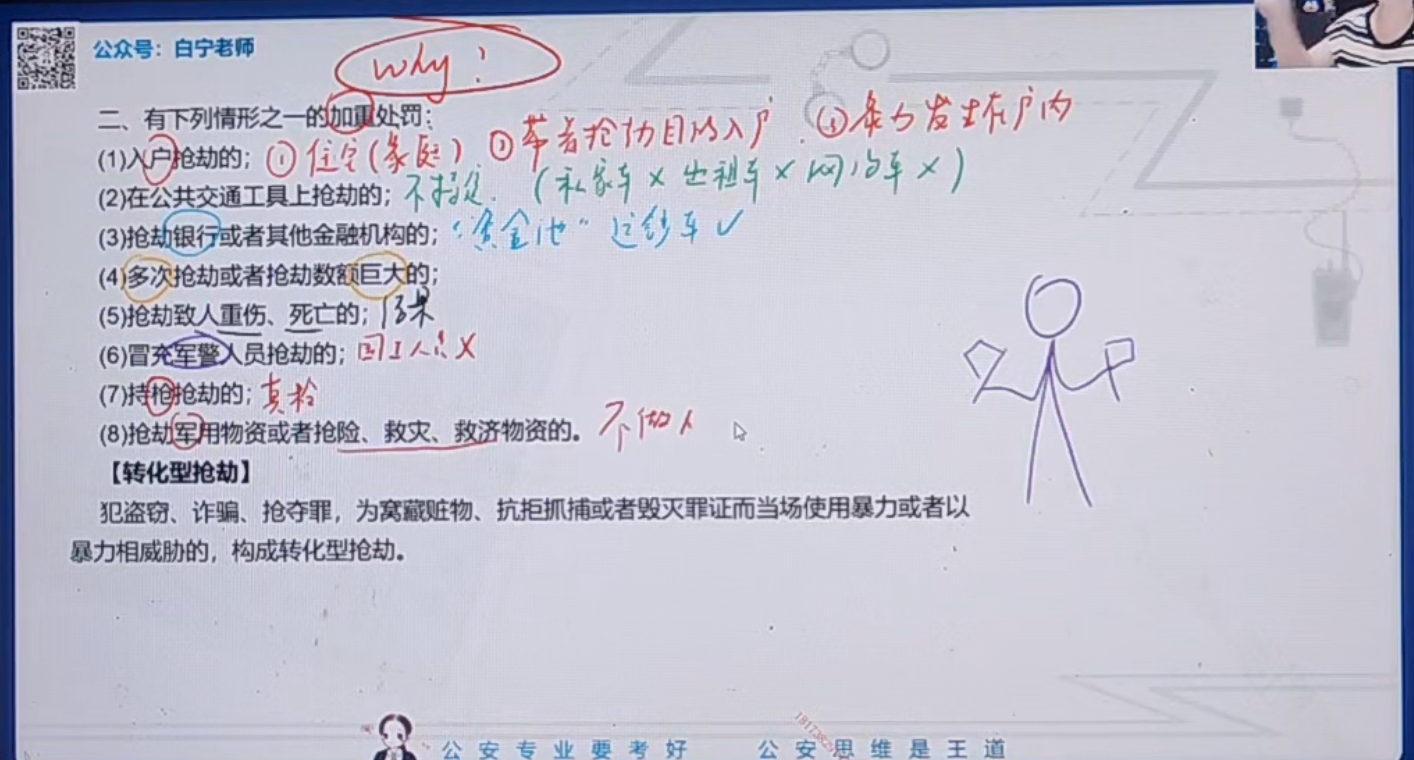 公众号：白宁老师
why？
二、有下列情形之一的加重处罚：
(1)入户抢劫的；①住宅(家庭) ②带着抢劫目的入户 ③暴力发生在户内
(2)在公共交通工具上抢劫的；不特定 (私家车×出租车×网约车×)
(3)抢劫银行或者其他金融机构的；“资金池” 运钞车✓
(4)多次抢劫或者抢劫数额巨大的；
(5)抢劫致人重伤、死亡的；结果
(6)冒充军警人员抢劫的；×
(7)持枪抢劫的；真枪
(8)抢劫军用物资或者抢险、救灾、救济物资的。不做人
【转化型抢劫】
犯盗窃、诈骗、抢夺罪，为窝藏赃物、抗拒抓捕或者毁灭罪证而当场使用暴力或者以
暴力相威胁的，构成转化型抢劫。
公安专业要考好 公安思维是王道